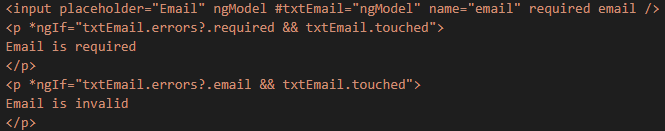 <input placeholder="Email" ngModel #txtEmail="ngModel" name="email" required email />
<p *ngIf="txtEmail.errors?.required && txtEmail.touched">
Email is required
</p>
<p *ngIf="txtEmail.errors?.email && txtEmail.touched">
Email is invalid
</p>